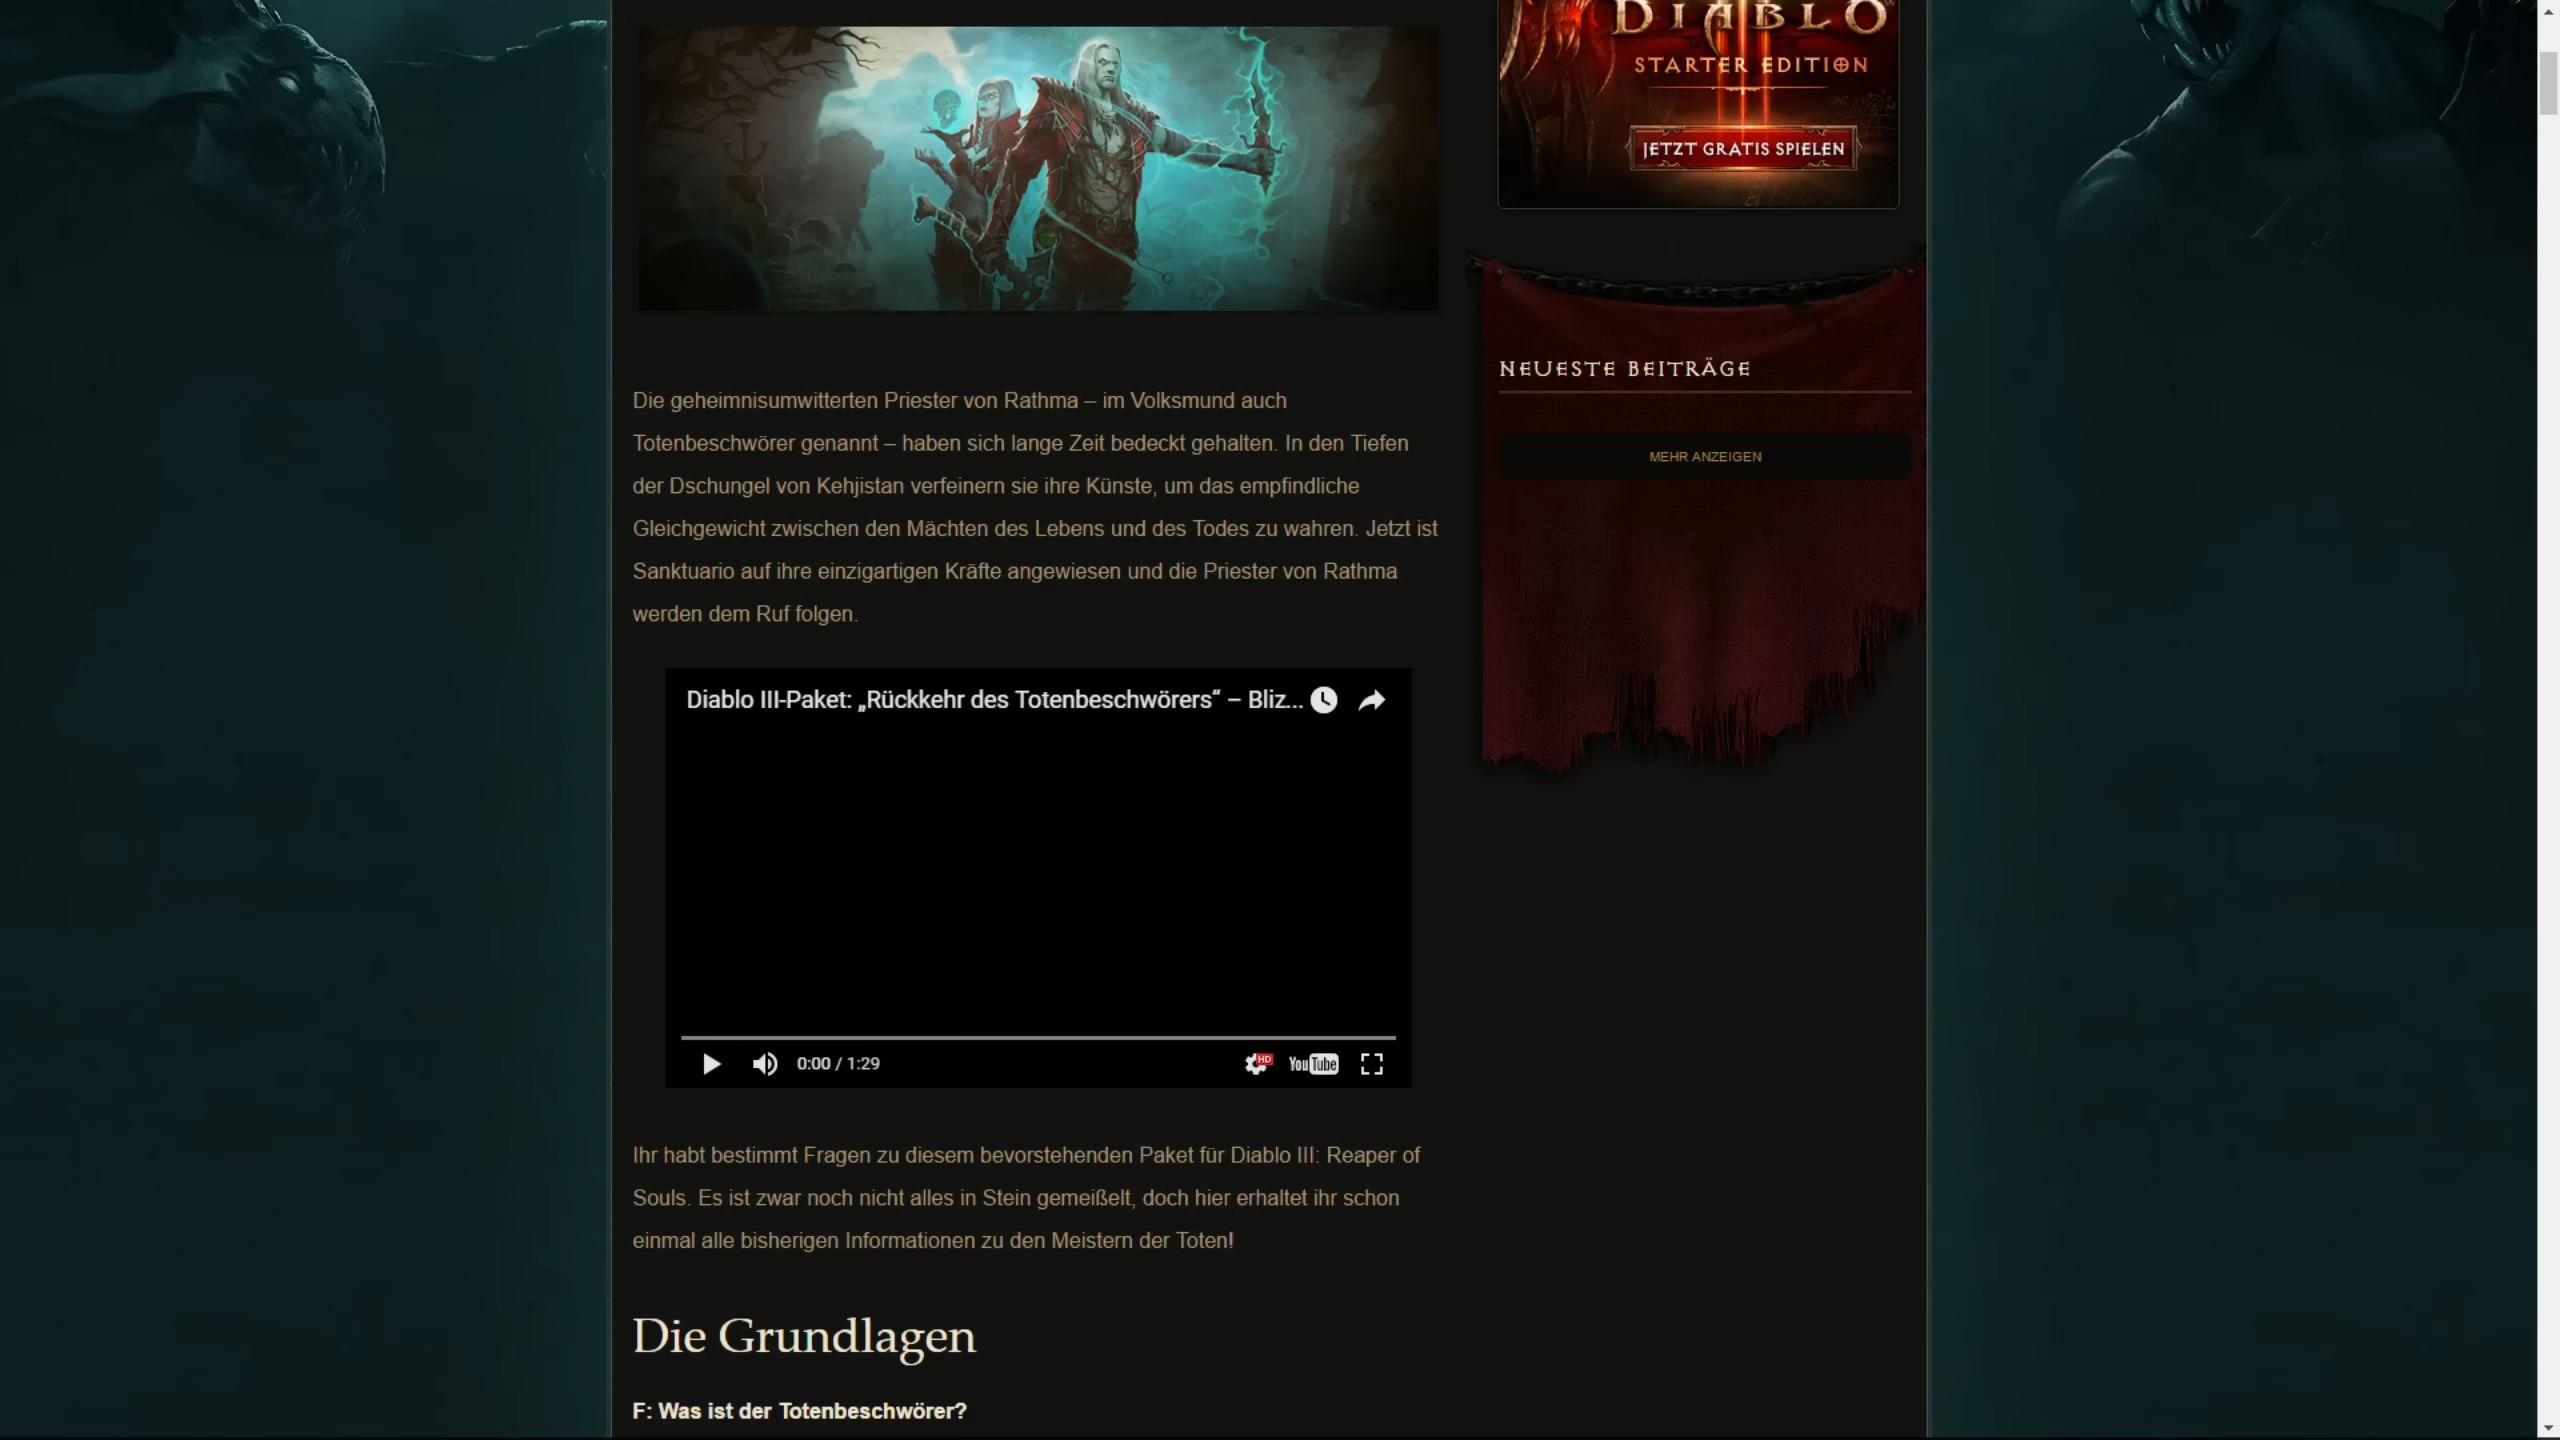 DIABLO
STARTER EDITION
JETZT GRATIS SPIELEN
NEUESTE BEITRÄGE
MEHR ANZEIGEN
Die geheimnisumwitterten Priester von Rathma – im Volksmund auch
Totenbeschwörer genannt – haben sich lange Zeit bedeckt gehalten. In den Tiefen
der Dschungel von Kehjistan verfeinern sie ihre Künste, um das empfindliche
Gleichgewicht zwischen den Mächten des Lebens und des Todes zu wahren. Jetzt ist
Sanktuario auf ihre einzigartigen Kräfte angewiesen und die Priester von Rathma
werden dem Ruf folgen.
Diablo III-Paket: „Rückkehr des Totenbeschwörers“ – Bliz...
0:00 / 1:29
HD
YouTube
Ihr habt bestimmt Fragen zu diesem bevorstehenden Paket für Diablo III: Reaper of
Souls. Es ist zwar noch nicht alles in Stein gemeißelt, doch hier erhaltet ihr schon
einmal alle bisherigen Informationen zu den Meistern der Toten!
Die Grundlagen
F: Was ist der Totenbeschwörer?